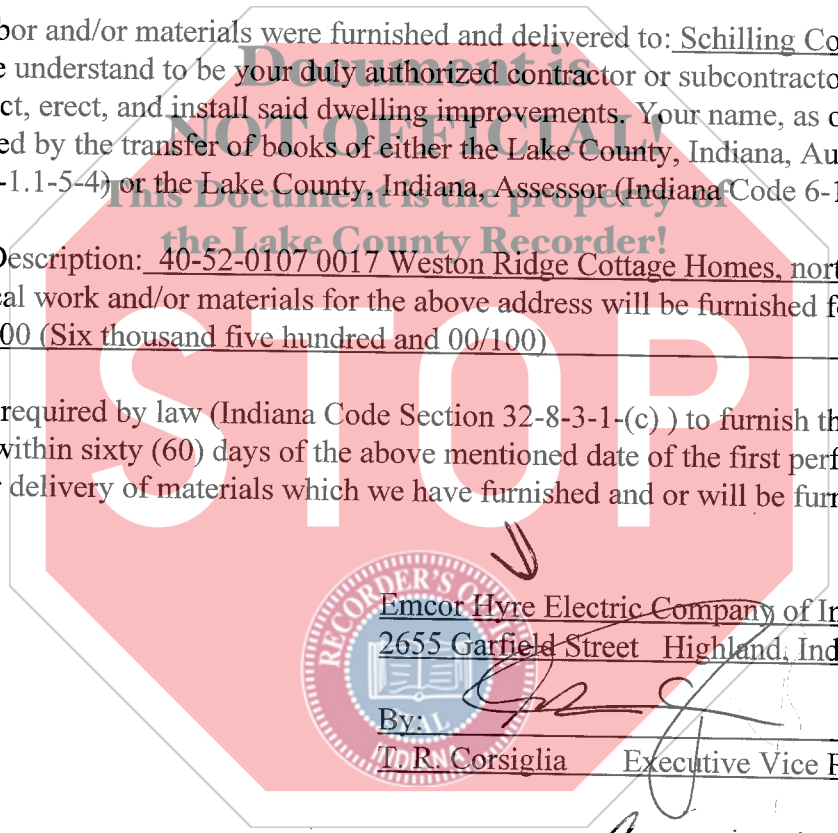 bor and/or materials were furnished and delivered to: Schilling Co
Document is
e understand to be your duly authorized contractor or subcontracto
ct, erect, and install said dwelling improvements. Your name, as o
NOT OFFICIAL!
ed by the transfer of books of either the Lake County, Indiana, Au
-1.1-5-4) or the Lake County, Indiana, Assessor (Indiana Code 6-1
This Document is the property of
the Lake County Recorder!
Description: 40-52-0107 0017 Weston Ridge Cottage Homes, nort
cal work and/or materials for the above address will be furnished fo
00 (Six thousand five hundred and 00/100)
STOP
required by law (Indiana Code Section 32-8-3-1-(c) ) to furnish th
within sixty (60) days of the above mentioned date of the first perf
delivery of materials which we have furnished and or will be furn
RECORDER'S
SEAL
INDIANA
Emcor Hyre Electric Company of In
2655 Garfield Street Highland, Ind
By:
T. R. Corsiglia Executive Vice P